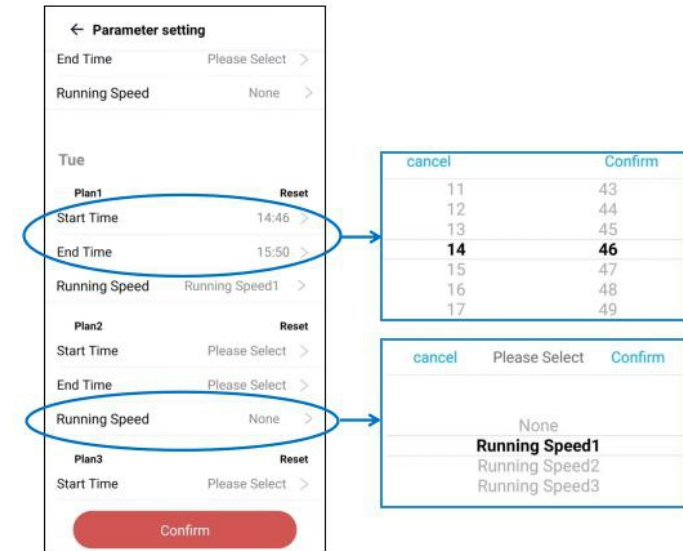 ← Parameter setting
End Time Please Select >
Running Speed None >
Tue
Plan1 Reset
Start Time 14:46 >
End Time 15:50 >
Running Speed Running Speed1 >
Plan2 Reset
Start Time Please Select >
End Time Please Select >
Running Speed None >
Plan3 Reset
Start Time Please Select >
Confirm
cancel Confirm
11 43
12 44
13 45
14 46
15 47
16 48
17 49
cancel Please Select Confirm
None
Running Speed1
Running Speed2
Running Speed3